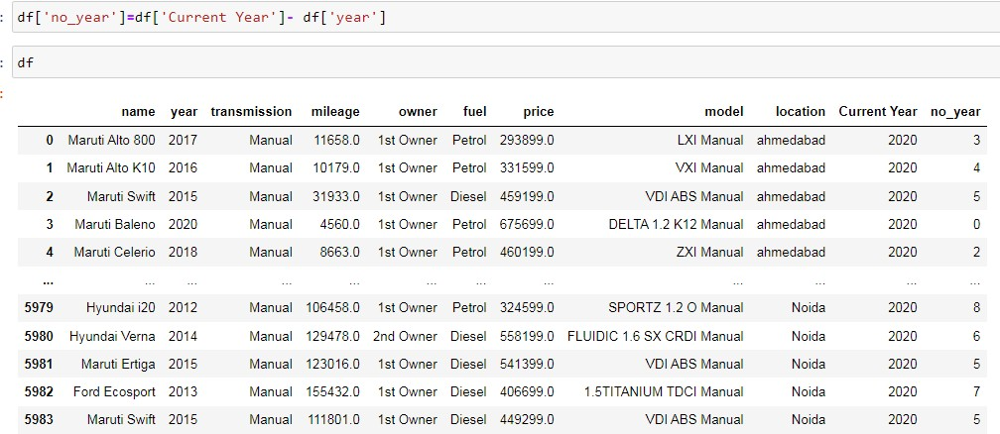 : df['no_year']=df['Current Year']- df['year']
: df
:
name year transmission mileage owner fuel price model location Current Year no_year
0 Maruti Alto 800 2017 Manual 11658.0 1st Owner Petrol 293899.0 LXI Manual ahmedabad 2020 3
1 Maruti Alto K10 2016 Manual 10179.0 1st Owner Petrol 331599.0 VXI Manual ahmedabad 2020 4
2 Maruti Swift 2015 Manual 31933.0 1st Owner Diesel 459199.0 VDI ABS Manual ahmedabad 2020 5
3 Maruti Baleno 2020 Manual 4560.0 1st Owner Petrol 675699.0 DELTA 1.2 K12 Manual ahmedabad 2020 0
4 Maruti Celerio 2018 Manual 8663.0 1st Owner Petrol 460199.0 ZXI Manual ahmedabad 2020 2
... ... ... ... ... ... ... ... ... ... ... ...
5979 Hyundai i20 2012 Manual 106458.0 1st Owner Petrol 324599.0 SPORTZ 1.2 O Manual Noida 2020 8
5980 Hyundai Verna 2014 Manual 129478.0 2nd Owner Diesel 558199.0 FLUIDIC 1.6 SX CRDI Manual Noida 2020 6
5981 Maruti Ertiga 2015 Manual 123016.0 1st Owner Diesel 541399.0 VDI ABS Manual Noida 2020 5
5982 Ford Ecosport 2013 Manual 155432.0 1st Owner Diesel 406699.0 1.5TITANIUM TDCI Manual Noida 2020 7
5983 Maruti Swift 2015 Manual 111801.0 1st Owner Diesel 449299.0 VDI ABS Manual Noida 2020 5